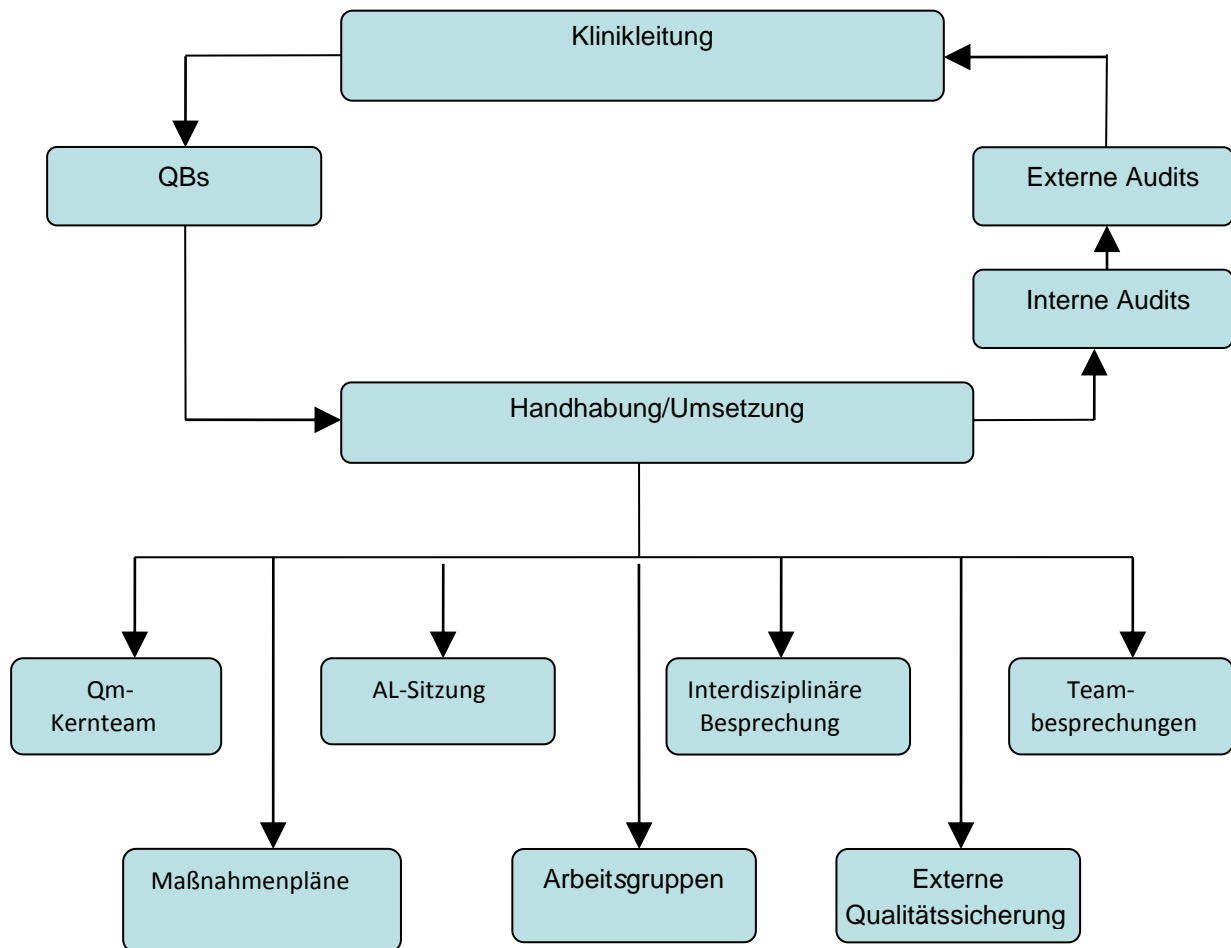 Klinikleitung
QBs
Externe Audits
Interne Audits
Handhabung/Umsetzung
Qm-
Kernteam
AL-Sitzung
Interdisziplinäre
Besprechung
Team-
besprechungen
Maßnahmenpläne
Arbeitsgruppen
Externe
Qualitätssicherung